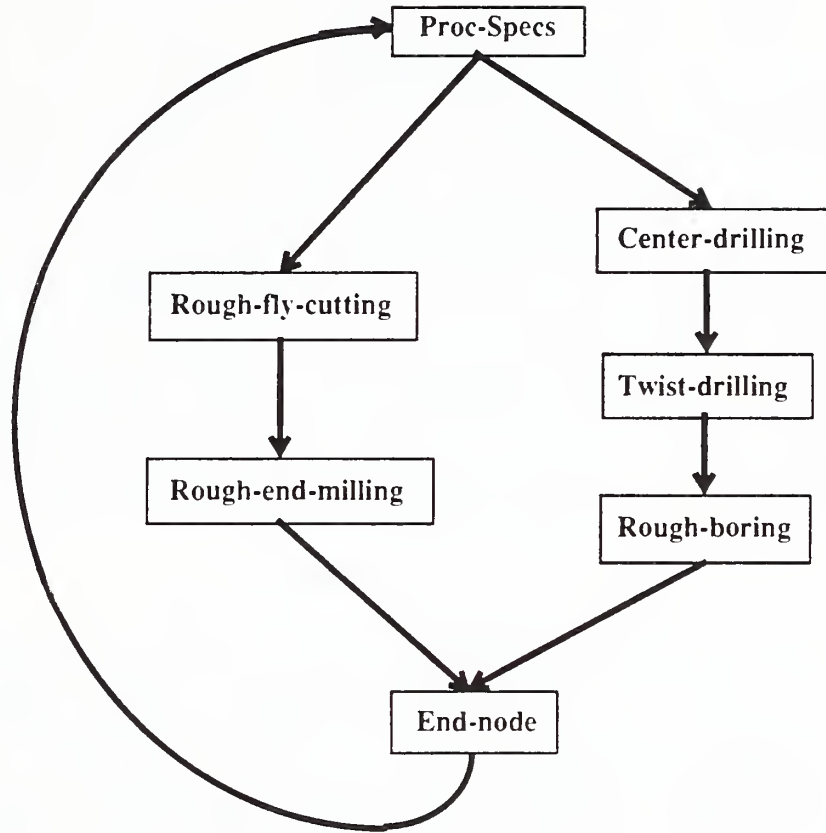 Proc-Specs
Center-drilling
Rough-fly-cutting
Twist-drilling
Rough-end-milling
Rough-boring
End-node